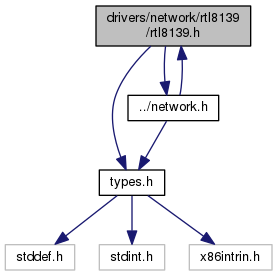 drivers/network/rtl8139
/rtl8139.h
../network.h
types.h
stddef.h
stdint.h
x86intrin.h